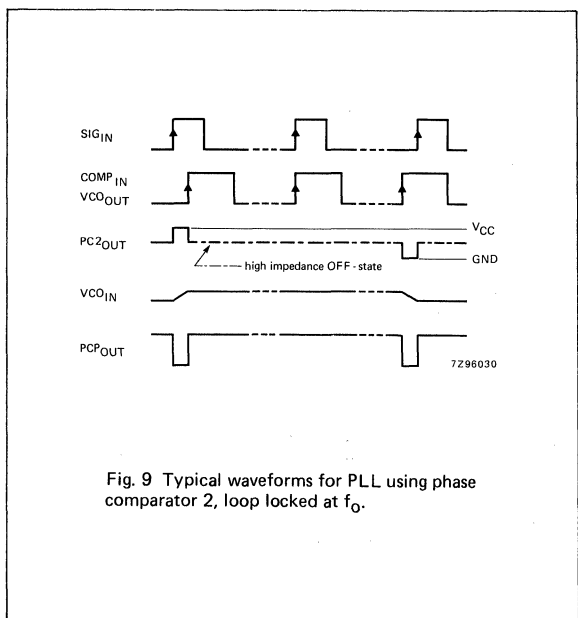 SIG_IN
COMP_IN
VCO_OUT
PC2_OUT
V_CC
GND
high impedance OFF - state
VCO_IN
PCP_OUT
7Z96030
Fig. 9 Typical waveforms for PLL using phase
comparator 2, loop locked at f_o.